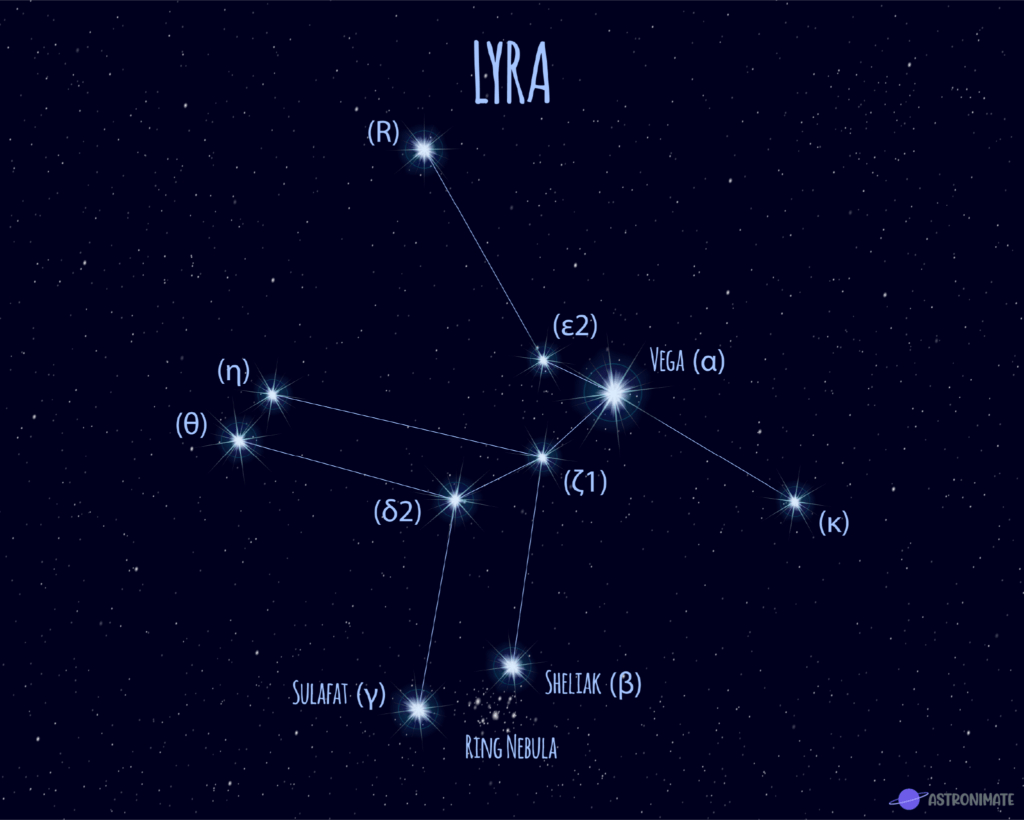 LYRA
(R)
(ε2)
VEGA (α)
(η)
(θ)
(ζ1)
(δ2)
(κ)
SHELIAK (β)
SULAFAT (γ)
RING NEBULA
ASTRONIMATE